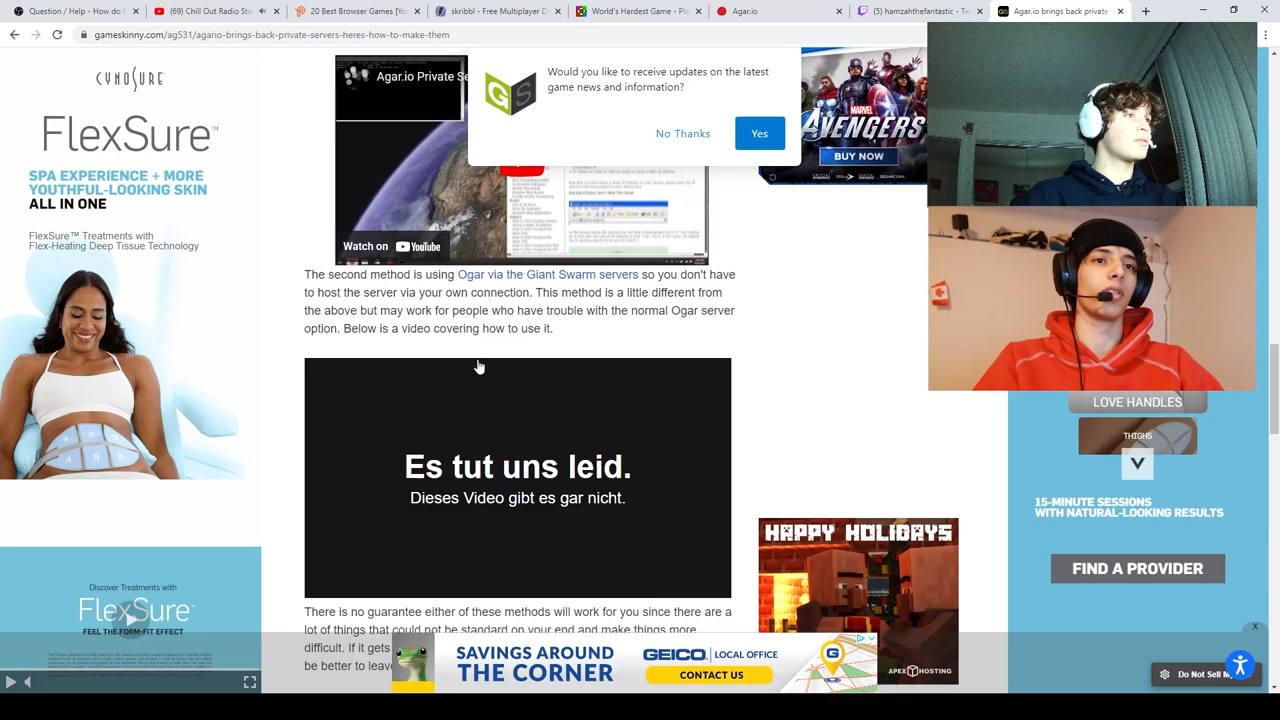 Question / Help - How do I
(69) Chill Out Radio Sta
20 Best Browser Games [Yo
skribbl - Free Multiplayer D
World's Hardest Game - Pla
Agar.io
(5) hamzahthefantastic - Tw
Agar.io brings back private
gameskinny.com/ag531/agario-brings-back-private-servers-heres-how-to-make-them
CYNOSURE
FlexSure™
SPA EXPERIENCE + MORE
YOUTHFUL-LOOKING SKIN
ALL IN ONE
FlexSure™ Treatments with
Flex-Heating Deep Tissue Technology
Discover Treatments with
FlexSure
FEEL THE FORM-FIT EFFECT
Agar.io Private Se
Watch on YouTube
GS
Would you like to receive updates on the latest
game news and information?
No Thanks
Yes
MARVEL
AVENGERS
BUY NOW
The second method is using Ogar via the Giant Swarm servers so you don't have
to host the server via your own connection. This method is a little different from
the above but may work for people who have trouble with the normal Ogar server
option. Below is a video covering how to use it.
Es tut uns leid.
Dieses Video gibt es gar nicht.
There is no guarantee either of these methods will work for you since there are a
lot of things that could not be standard on your end and make things more
difficult. If it gets
be better to leave
HAPPY HOLIDAYS
APEX HOSTING
SAVINGS AROUND
THE CORNER
GEICO LOCAL OFFICE
CONTACT US
G
LOVE HANDLES
THIGHS
15-MINUTE SESSIONS
WITH NATURAL-LOOKING RESULTS
FIND A PROVIDER
X
Do Not Sell M